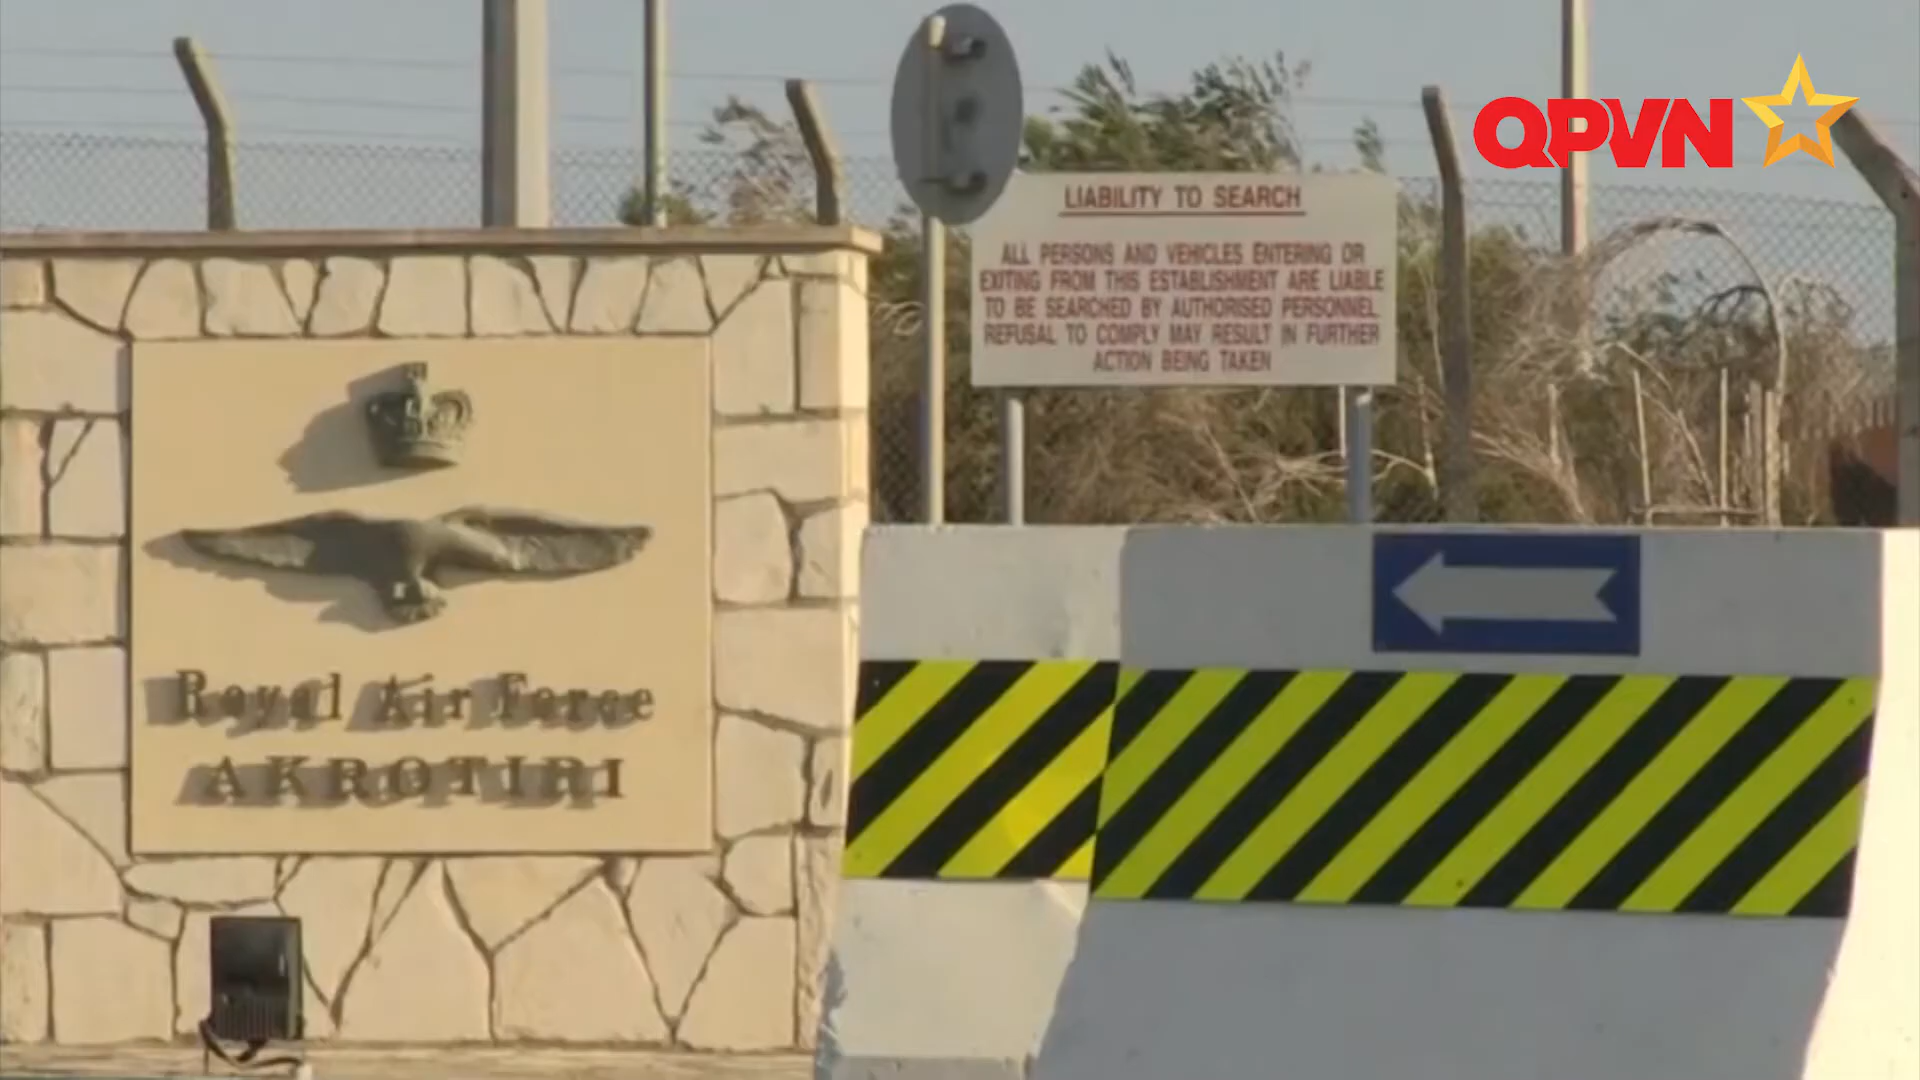 QPVN
LIABILITY TO SEARCH
ALL PERSONS AND VEHICLES ENTERING OR
EXITING FROM THIS ESTABLISHMENT ARE LIABLE
TO BE SEARCHED BY AUTHORISED PERSONNEL.
REFUSAL TO COMPLY MAY RESULT IN FURTHER
ACTION BEING TAKEN
Royal Air Force
AKROTIRI